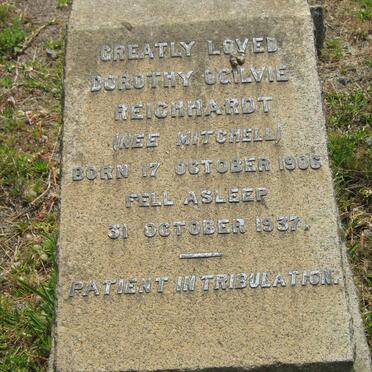 GREATLY LOVED
DOROTHY OGILVIE
REICHHARDT
(NEE MITCHELL)
BORN 17 OCTOBER 1906
FELL ASLEEP
31 OCTOBER 1937.
PATIENT IN TRIBULATION.